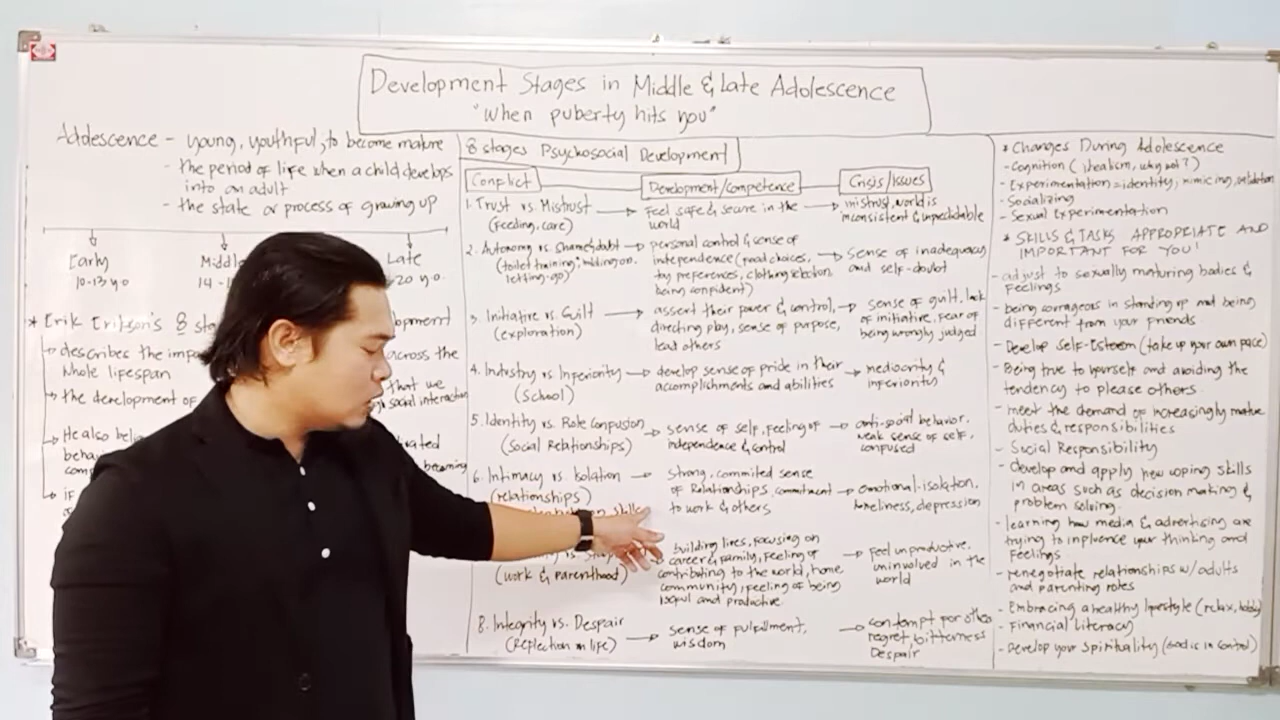 Development Stages in Middle & Late Adolescence
"When puberty hits you"
Adolescence - young, youthful, to become mature
- the period of life when a child develops
into an adult
- the state or process of growing up
Early
10-13 yo
Middl
14 - 1
Late
20 yo
* Erik Erikson's 8 sta
opment
describes the imp
across the
whole lifespan
the development of
that we
social interaction
He also beli
behav
comp
becoming
if
8 stages Psychosocial Development
Conflict
Development/competence
Crisis/Issues
1. Trust vs. Mistrust
(feeding, care)
Feel safe & secure in the
world
mistrust, world is
inconsistent & unpredictable
2. Autonomy vs. Shame & doubt
(toilet training, holding on,
letting-go)
personal control & sense of
independence (food choices,
toy preferences, clothing selection,
being confident)
Sense of inadequacy
and self-doubt
3. Initiative vs. Guilt
(exploration)
assert their power & control,
directing play, sense of purpose,
lead others
sense of guilt, lack
of initiative, fear of
being wrongly judged
4. Industry vs. Inferiority
(School)
develop sense of pride in their
accomplishments and abilities
mediocrity &
inferiority
5. Identity vs. Role Confusion
(Social Relationships)
sense of self, feeling of
independence & control
anti-social behavior,
weak sense of self,
confused
6. Intimacy vs. Isolation
(relationships)
skills
Strong, commited sense
of Relationships, commitment
to work & others
emotional-isolation,
loneliness, depression
vs. Sta
(work & parenthood)
building lives, focusing on
career & family, feeling of
contributing to the world, home
community, feeling of being
useful and productive.
feel unproductive,
uninvolved in the
world
8. Integrity vs. Despair
(Reflection on life)
sense of fulfillment,
wisdom
contempt for other
regret, bitterness
Despair
* Changes During Adolescence
- Cognition (idealism, why not?)
- Experimentation = identity, mimicing, validation
- Socializing
- Sexual Experimentation
* SKILLS & TASKS APPROPRIATE AND
IMPORTANT FOR YOU!
- adjust to sexually maturing bodies &
Feelings
- being courageous in standing up and being
different from your friends
- Develop Self-Esteem (take up your own pace)
- Being true to yourself and avoiding the
tendency to please others.
- meet the demand of increasingly mature
duties & responsibilities
- Social Responsibility
- Develop and apply new coping skills
in areas such as decision making &
problem solving.
- learning how media & advertising are
trying to influence your thinking and
Feelings
- renegotiate relationships w/ adults
and parenting roles
- Embracing a healthy lifestyle (relax, hobby)
- Financial literacy
- Develop your Spirituality (God is in control)